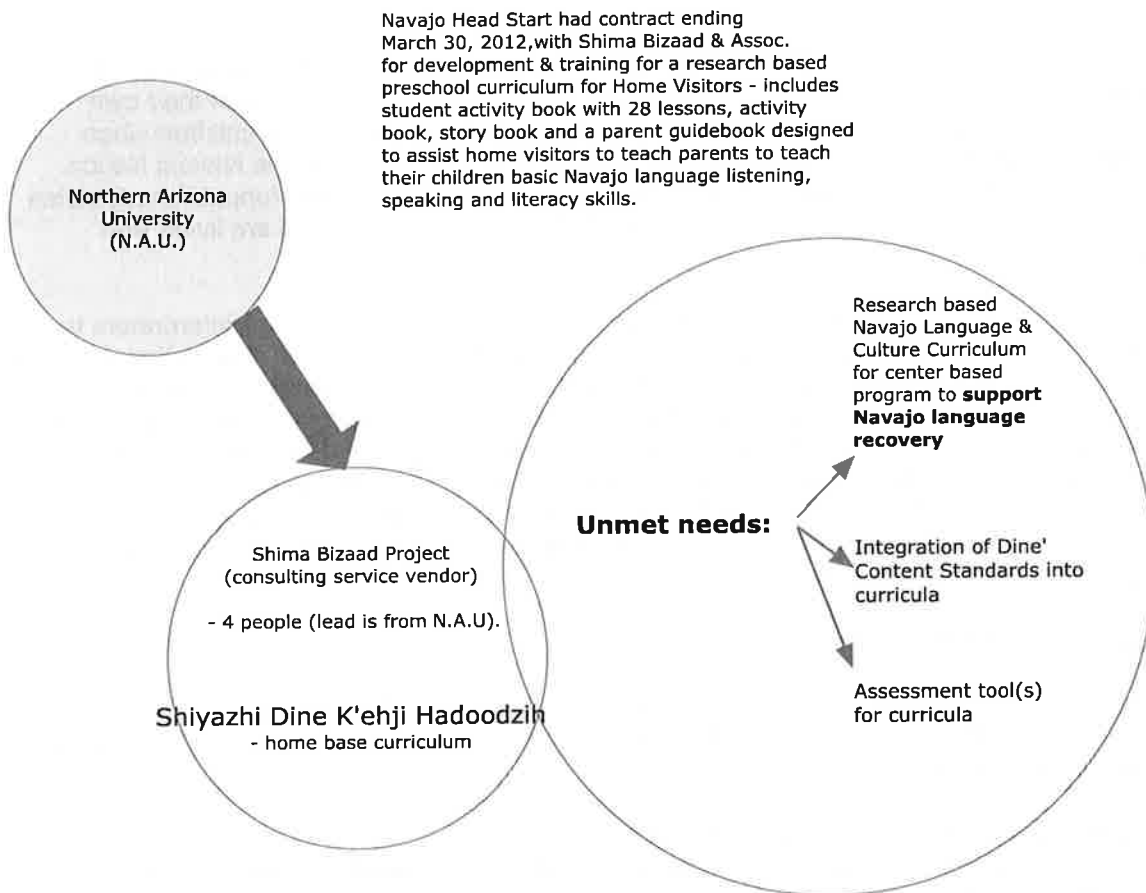 Navajo Head Start had contract ending
March 30, 2012,with Shima Bizaad & Assoc.
for development & training for a research based
preschool curriculum for Home Visitors - includes
student activity book with 28 lessons, activity
book, story book and a parent guidebook designed
to assist home visitors to teach parents to teach
their children basic Navajo language listening,
speaking and literacy skills.
Northern Arizona
University
(N.A.U.)
Research based
Navajo Language &
Culture Curriculum
for center based
program to support
Navajo language
recovery
Unmet needs:
Integration of Dine'
Content Standards into
curricula
Assessment tool(s)
for curricula
Shima Bizaad Project
(consulting service vendor)
- 4 people (lead is from N.A.U).
Shiyazhi Dine K'ehji Hadoodzih
- home base curriculum